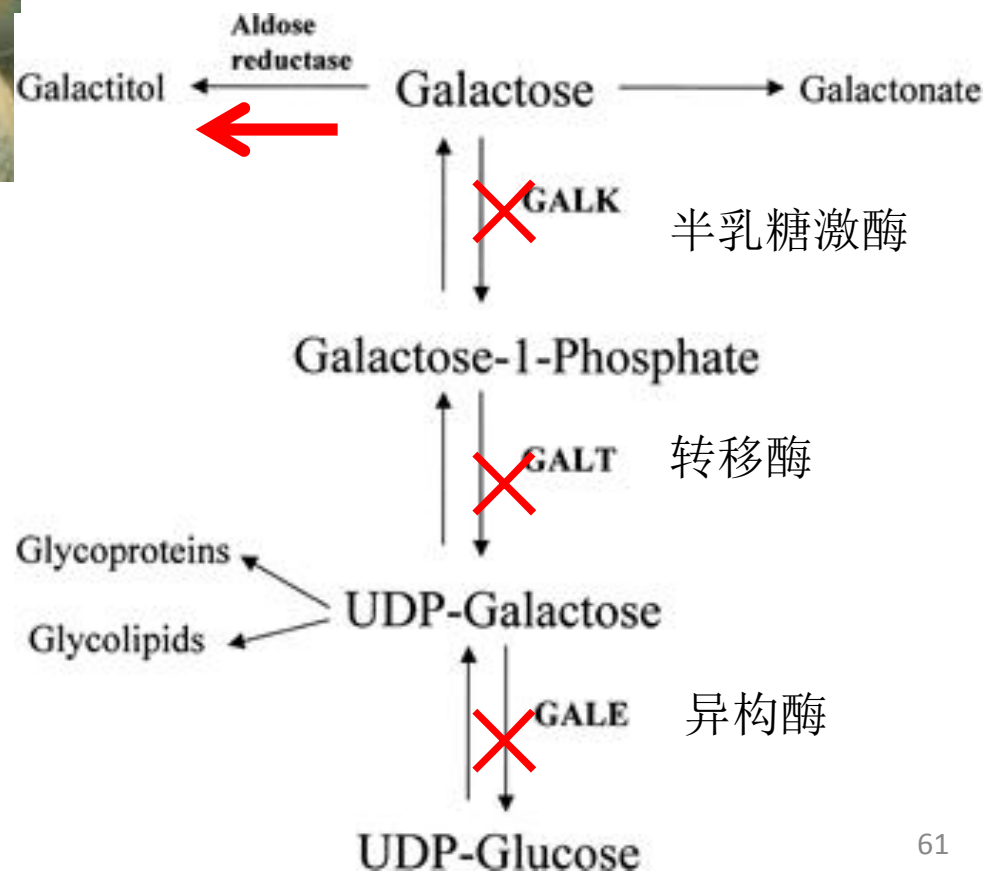 Aldose
reductase
Galactitol
Galactose
Galactonate
GALK
半乳糖激酶
Galactose-1-Phosphate
GALT
转移酶
Glycoproteins
UDP-Galactose
Glycolipids
GALE
异构酶
UDP-Glucose
61